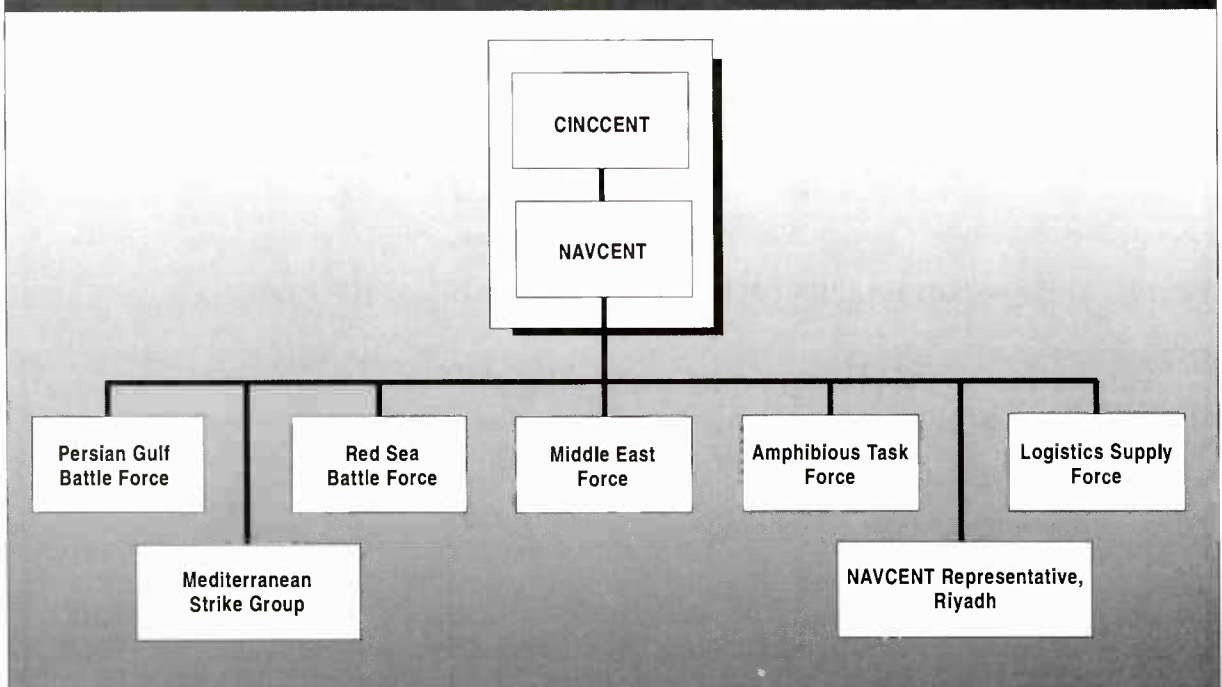 CINCCENT
NAVCENT
Persian Gulf
Battle Force
Red Sea
Battle Force
Middle East
Force
Amphibious Task
Force
Logistics Supply
Force
Mediterranean
Strike Group
NAVCENT Representative,
Riyadh